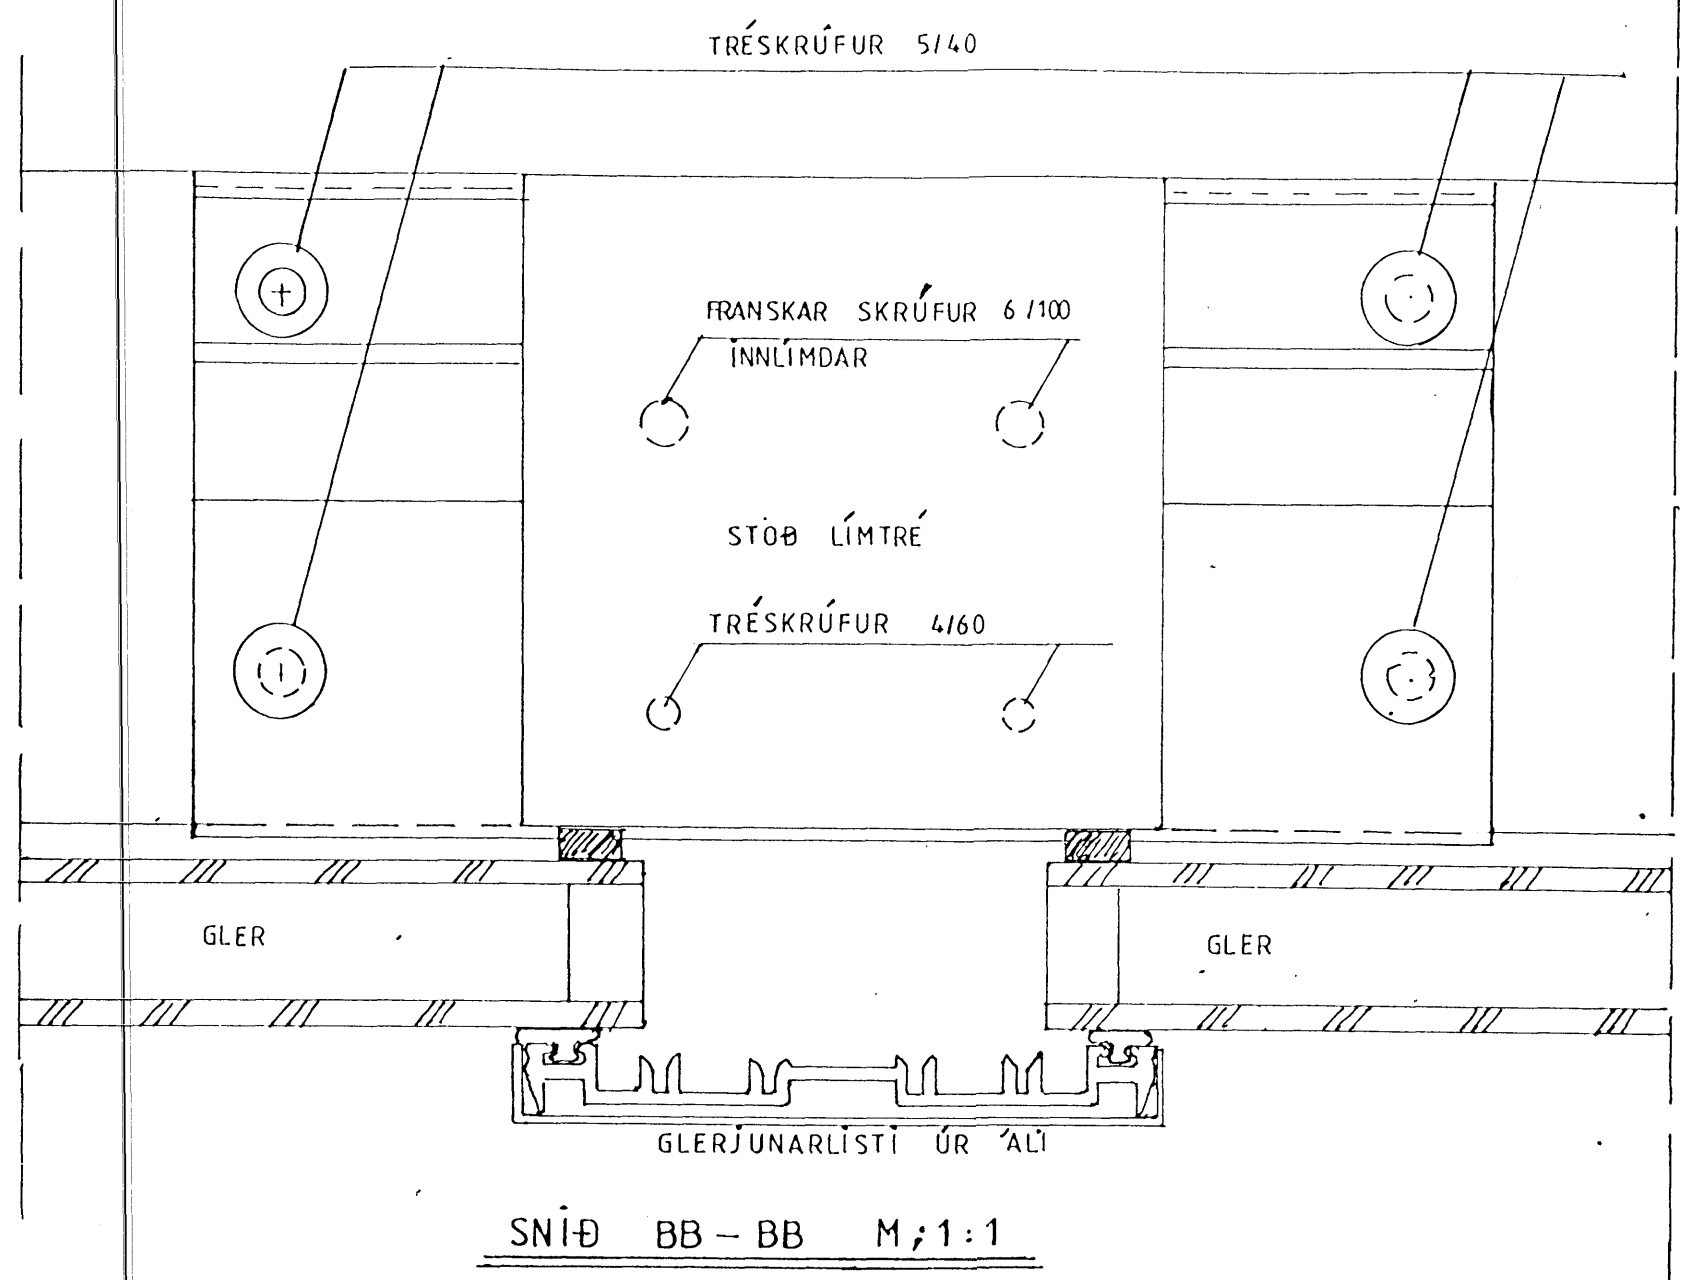 TRÉSKRÚFUR 5/40
FRANSKAR SKRÚFUR 6/100
INNLÍMDAR
STOÐ LÍMTRÉ
TRÉSKRÚFUR 4/60
GLER
GLER
GLERJUNARLISTI ÚR ÁLI
SNIÐ BB – BB M;1:1